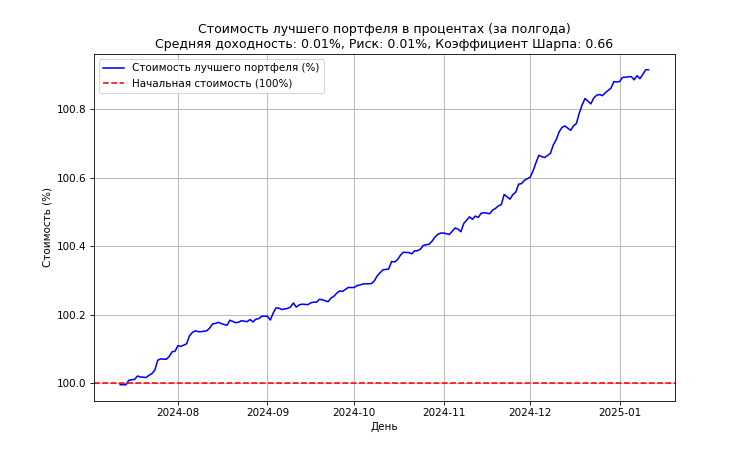 Стоимость лучшего портфеля в процентах (за полгода)
Средняя доходность: 0.01%, Риск: 0.01%, Коэффициент Шарпа: 0.66
Стоимость лучшего портфеля (%)
Начальная стоимость (100%)
Стоимость (%)
100.8
100.6
100.4
100.2
100.0
2024-08 2024-09 2024-10 2024-11 2024-12 2025-01
День